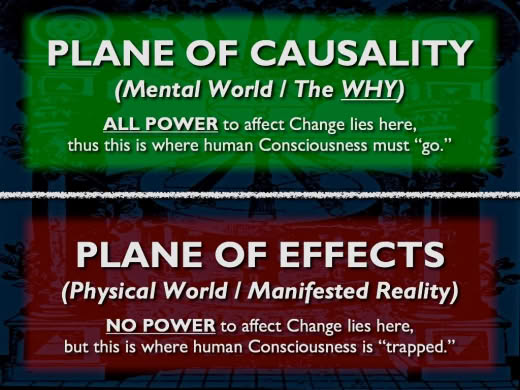 PLANE OF CAUSALITY
(Mental World / The WHY)
ALL POWER to affect Change lies here,
thus this is where human Consciousness must “go.”
PLANE OF EFFECTS
(Physical World / Manifested Reality)
NO POWER to affect Change lies here,
but this is where human Consciousness is “trapped.”